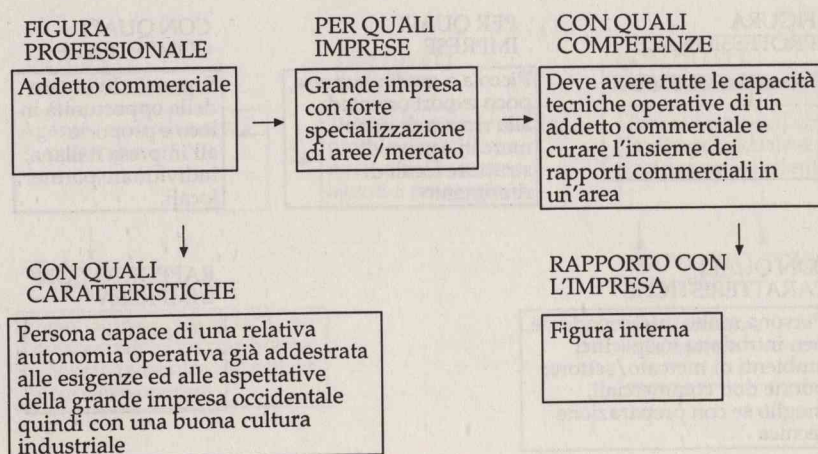 FIGURA
PROFESSIONALE
Addetto commerciale
PER QUALI
IMPRESE
Grande impresa
con forte
specializzazione
di aree/mercato
CON QUALI
COMPETENZE
Deve avere tutte le capacità
tecniche operative di un
addetto commerciale e
curare l'insieme dei
rapporti commerciali in
un'area
CON QUALI
CARATTERISTICHE
Persona capace di una relativa
autonomia operativa già addestrata
alle esigenze ed alle aspettative
della grande impresa occidentale
quindi con una buona cultura
industriale
RAPPORTO CON
L'IMPRESA
Figura interna